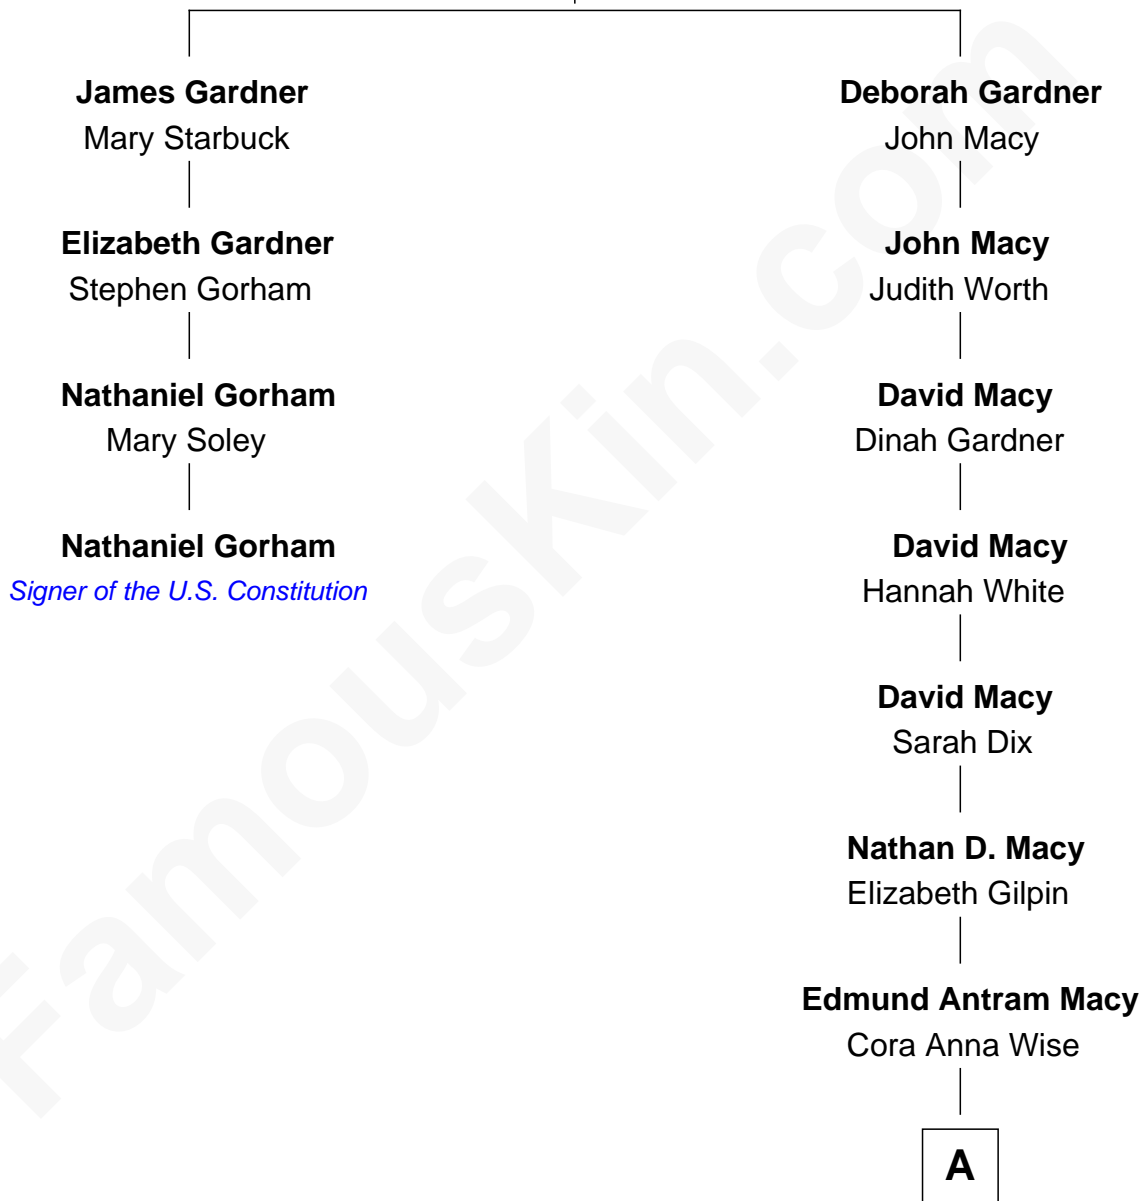 James Gardner
Mary Starbuck
Elizabeth Gardner
Stephen Gorham
Nathaniel Gorham
Mary Soley
Nathaniel Gorham
Signer of the U.S. Constitution
Deborah Gardner
John Macy
John Macy
Judith Worth
David Macy
Dinah Gardner
David Macy
Hannah White
David Macy
Sarah Dix
Nathan D. Macy
Elizabeth Gilpin
Edmund Antram Macy
Cora Anna Wise
A
FamousKin.com